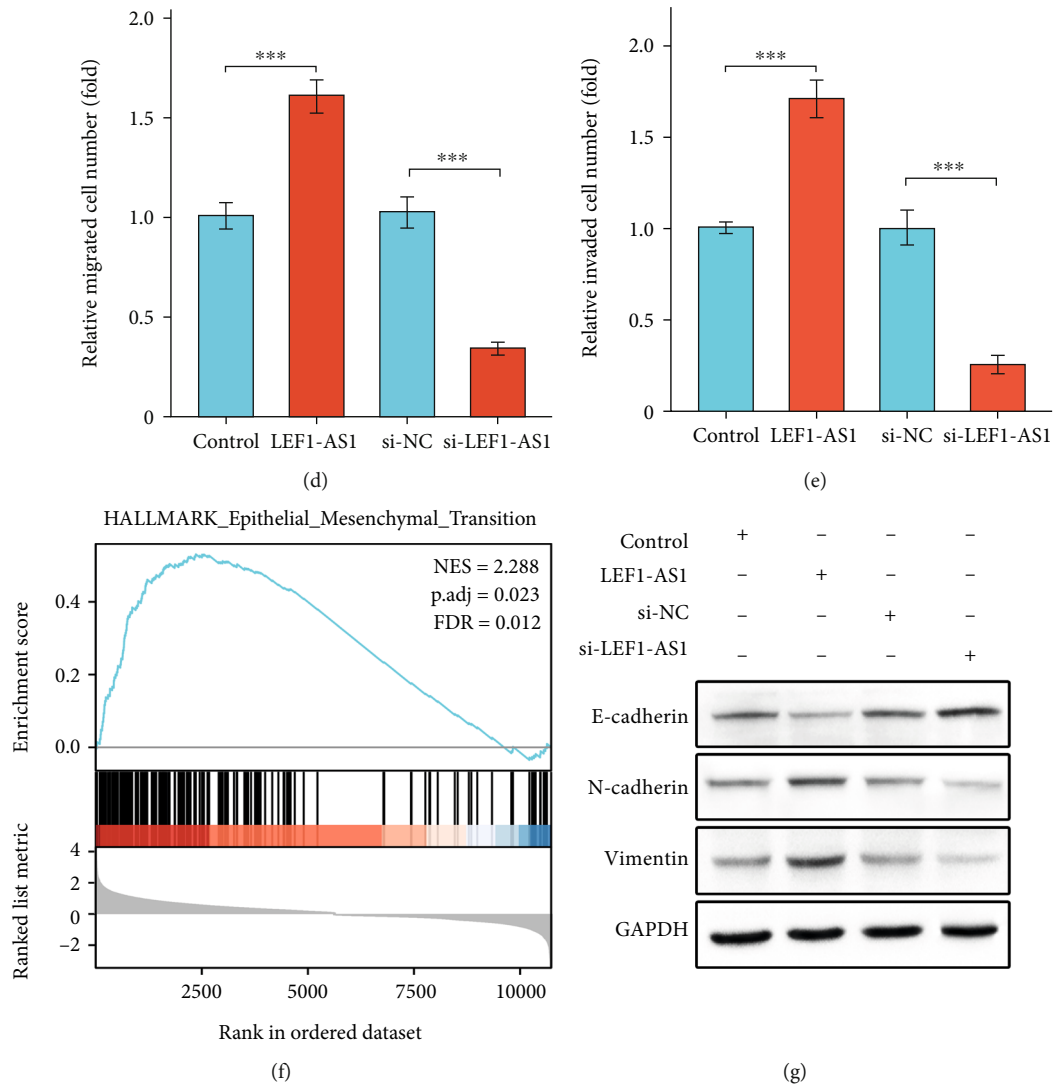 Relative migrated cell number (fold)
2.0
1.5
1.0
0.5
0
***
***
Control LEF1-AS1 si-NC si-LEF1-AS1
(d)
Relative invaded cell number (fold)
2.0
1.5
1.0
0.5
0
***
***
Control LEF1-AS1 si-NC si-LEF1-AS1
(e)
HALLMARK_Epithelial_Mesenchymal_Transition
NES = 2.288
p.adj = 0.023
FDR = 0.012
Enrichment score
0.4
0.2
0.0
Ranked list metric
4
2
0
−2
2500 5000 7500 10000
Rank in ordered dataset
(f)
Control + − − −
LEF1-AS1 − + − −
si-NC − − + −
si-LEF1-AS1 − − − +
E-cadherin
N-cadherin
Vimentin
GAPDH
(g)